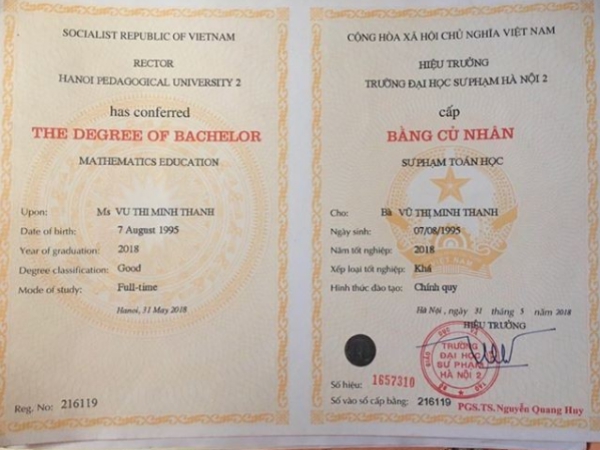 SOCIALIST REPUBLIC OF VIETNAM
RECTOR
HANOI PEDAGOGICAL UNIVERSITY 2
has conferred
THE DEGREE OF BACHELOR
MATHEMATICS EDUCATION
Upon: Ms VU THI MINH THANH
Date of birth: 7 August 1995
Year of graduation: 2018
Degree classification: Good
Mode of study: Full-time
Hanoi, 31 May 2018
Reg. No: 216119
CỘNG HÒA XÃ HỘI CHỦ NGHĨA VIỆT NAM
HIỆU TRƯỞNG
TRƯỜNG ĐẠI HỌC SƯ PHẠM HÀ NỘI 2
cấp
BẰNG CỬ NHÂN
SƯ PHẠM TOÁN HỌC
Cho: Bà VŨ THỊ MINH THANH
Ngày sinh: 07/08/1995
Năm tốt nghiệp: 2018
Xếp loại tốt nghiệp: Khá
Hình thức đào tạo: Chính quy
Hà Nội, ngày 31 tháng 5 năm 2018
HIỆU TRƯỞNG
TRƯỜNG
ĐẠI HỌC
SƯ PHẠM
HÀ NỘI 2
Số hiệu: 1657310
Số vào sổ cấp bằng: 216119
PGS.TS. Nguyễn Quang Huy